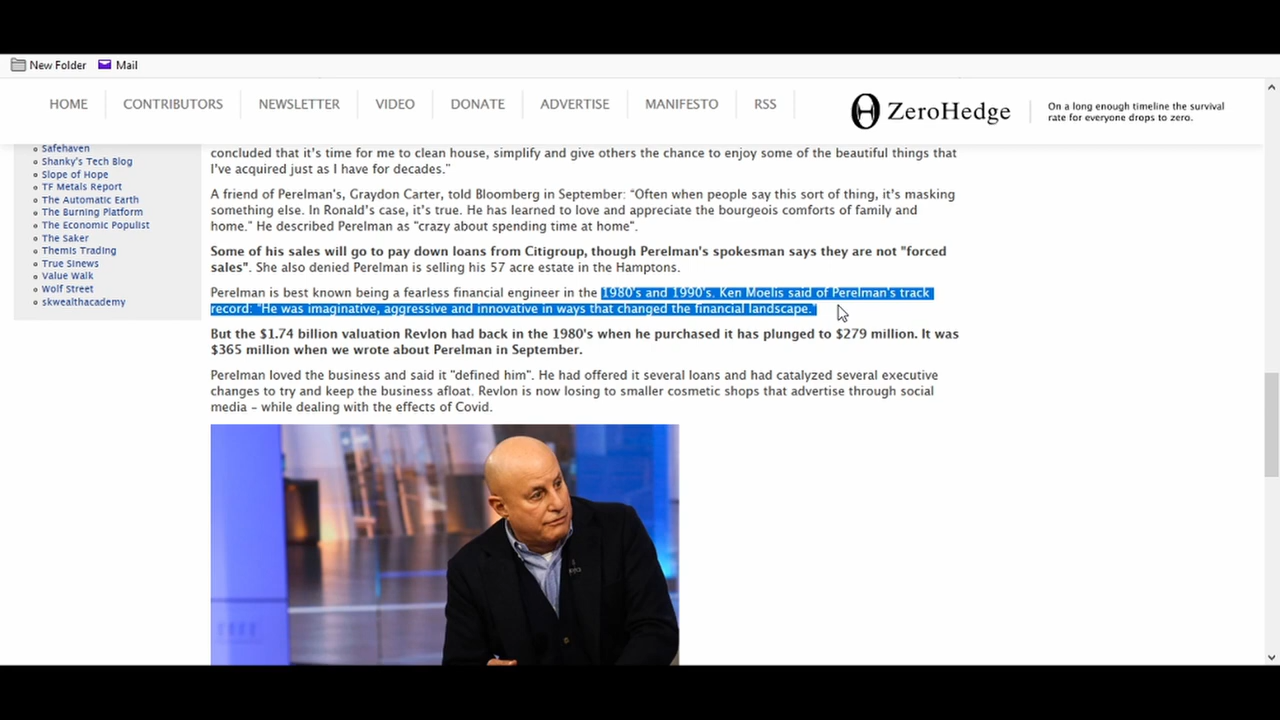 New Folder
Mail
HOME
CONTRIBUTORS
NEWSLETTER
VIDEO
DONATE
ADVERTISE
MANIFESTO
RSS
ZeroHedge
On a long enough timeline the survival
rate for everyone drops to zero.
Safehaven
Shanky's Tech Blog
Slope of Hope
TF Metals Report
The Automatic Earth
The Burning Platform
The Economic Populist
The Saker
Themis Trading
True Sinews
Value Walk
Wolf Street
skwealthacademy
concluded that it's time for me to clean house, simplify and give others the chance to enjoy some of the beautiful things that
I've acquired just as I have for decades."
A friend of Perelman's, Graydon Carter, told Bloomberg in September: “Often when people say this sort of thing, it's masking
something else. In Ronald's case, it's true. He has learned to love and appreciate the bourgeois comforts of family and
home.” He described Perelman as "crazy about spending time at home".
Some of his sales will go to pay down loans from Citigroup, though Perelman's spokesman says they are not "forced
sales". She also denied Perelman is selling his 57 acre estate in the Hamptons.
Perelman is best known being a fearless financial engineer in the 1980's and 1990's. Ken Moelis said of Perelman's track
record: “He was imaginative, aggressive and innovative in ways that changed the financial landscape.”
But the $1.74 billion valuation Revlon had back in the 1980's when he purchased it has plunged to $279 million. It was
$365 million when we wrote about Perelman in September.
Perelman loved the business and said it "defined him". He had offered it several loans and had catalyzed several executive
changes to try and keep the business afloat. Revlon is now losing to smaller cosmetic shops that advertise through social
media – while dealing with the effects of Covid.